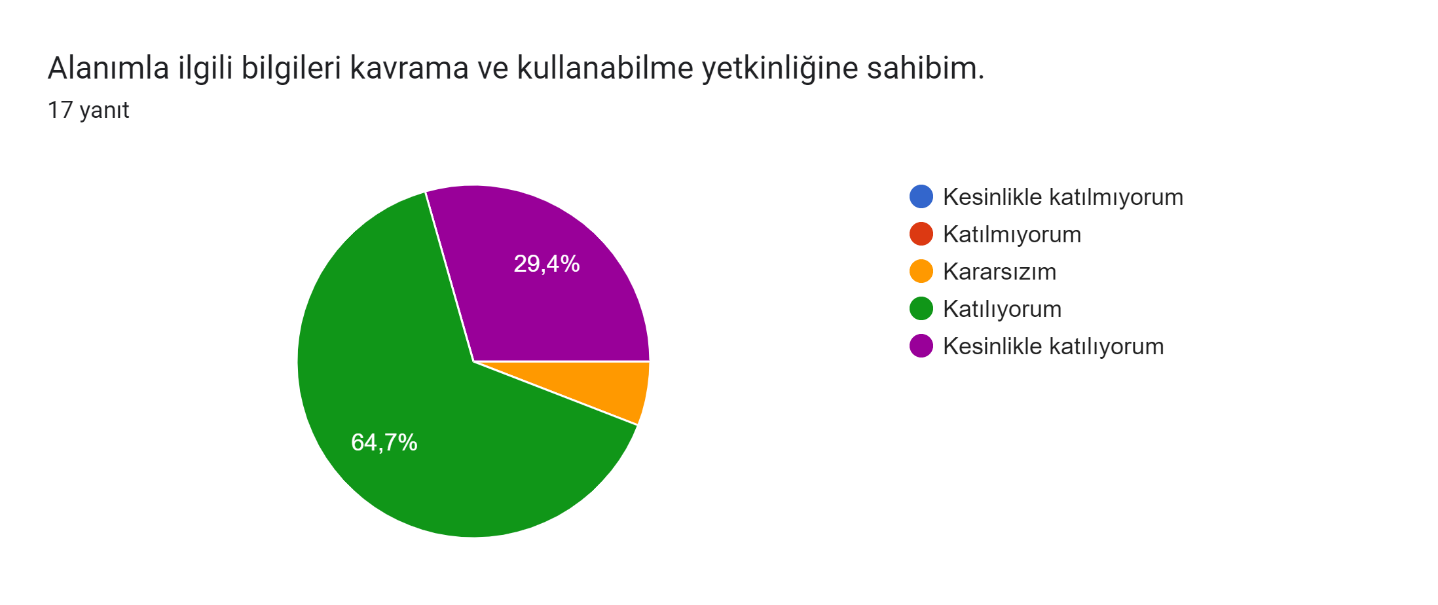 Alanımla ilgili bilgileri kavrama ve kullanabilme yetkinliğine sahibim.
17 yanıt
Kesinlikle katılmıyorum
Katılmıyorum
Kararsızım
Katılıyorum
Kesinlikle katılıyorum
29,4%
64,7%